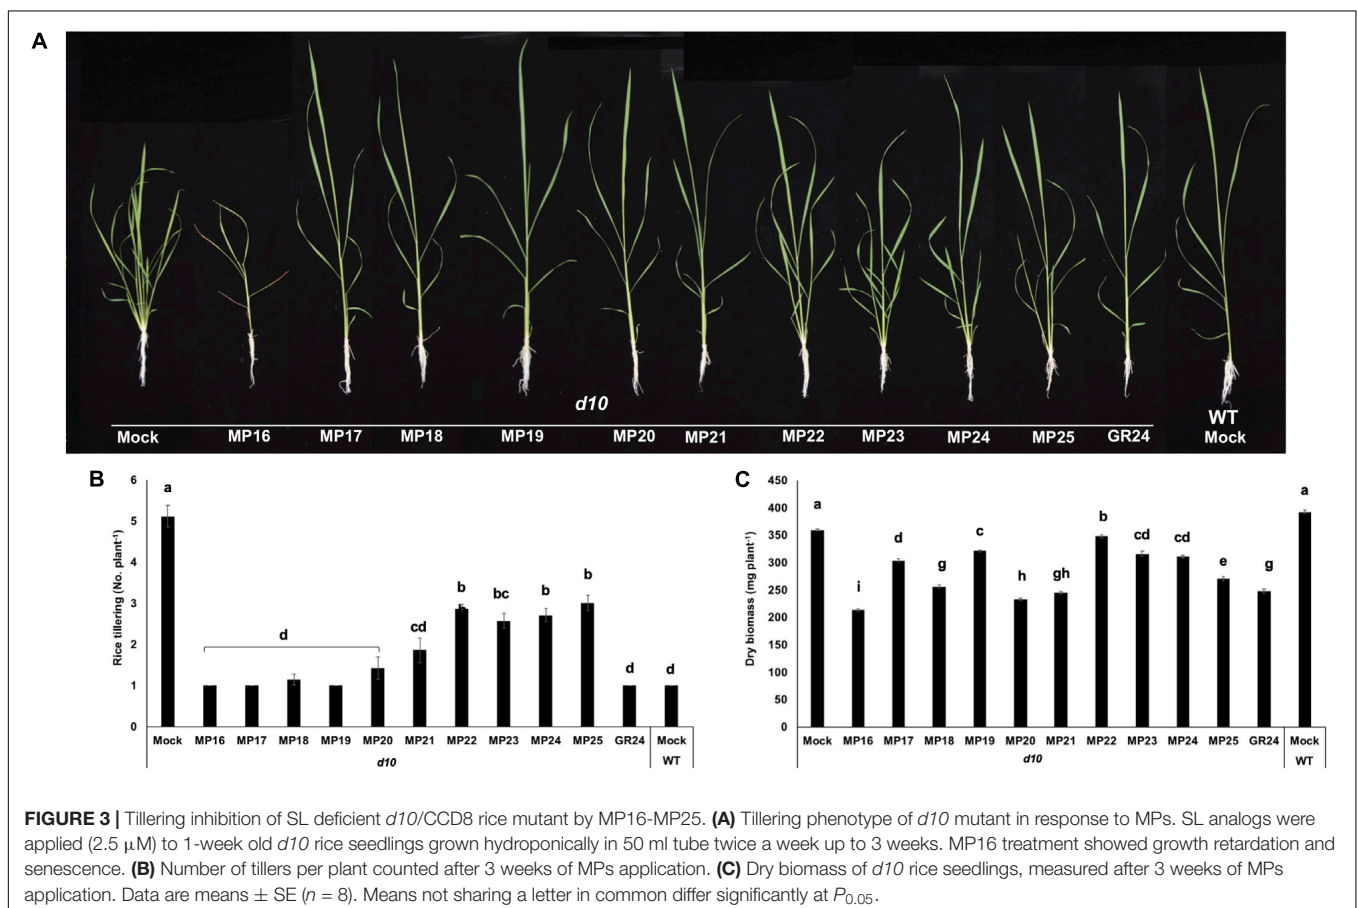 A
d10
WT
Mock MP16 MP17 MP18 MP19 MP20 MP21 MP22 MP23 MP24 MP25 GR24 Mock
B
Rice tillering (No. plant⁻¹)
6
5
4
3
2
1
0
a
d
cd
b
bc
b
b
d
d
Mock MP16 MP17 MP18 MP19 MP20 MP21 MP22 MP23 MP24 MP25 GR24 Mock
d10 WT
C
Dry biomass (mg plant⁻¹)
450
400
350
300
250
200
150
100
50
0
a
i
d
g
c
h
gh
b
cd
cd
e
g
a
Mock MP16 MP17 MP18 MP19 MP20 MP21 MP22 MP23 MP24 MP25 GR24 Mock
d10 WT
FIGURE 3 | Tillering inhibition of SL deficient d10/CCD8 rice mutant by MP16-MP25. (A) Tillering phenotype of d10 mutant in response to MPs. SL analogs were
applied (2.5 μM) to 1-week old d10 rice seedlings grown hydroponically in 50 ml tube twice a week up to 3 weeks. MP16 treatment showed growth retardation and
senescence. (B) Number of tillers per plant counted after 3 weeks of MPs application. (C) Dry biomass of d10 rice seedlings, measured after 3 weeks of MPs
application. Data are means ± SE (n = 8). Means not sharing a letter in common differ significantly at P₀.₀₅.